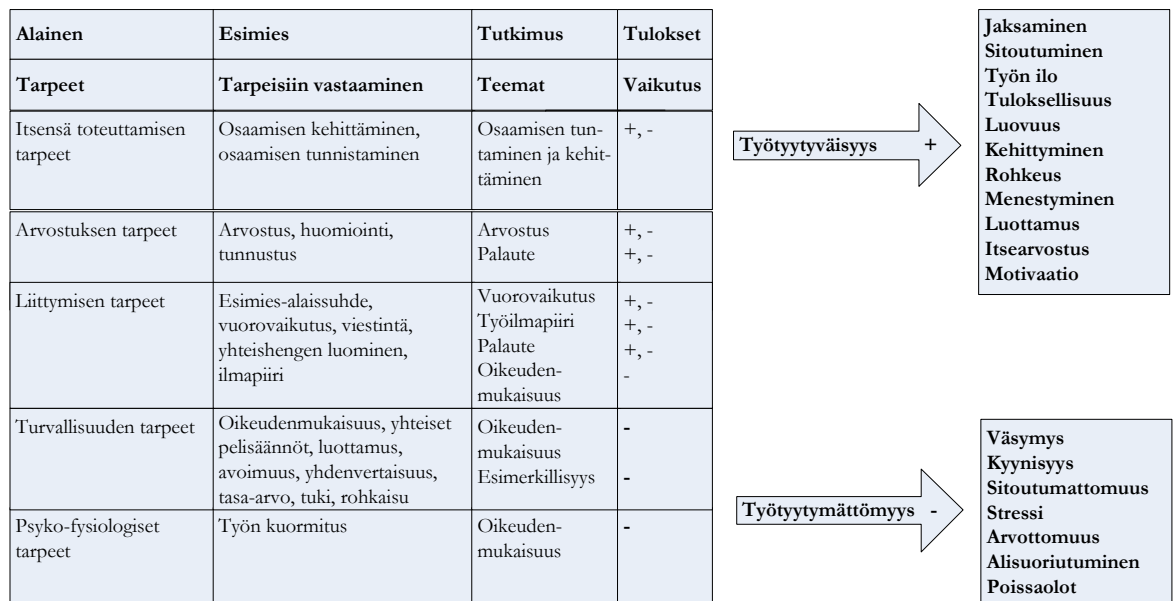 Alainen
Esimies
Tutkimus
Tulokset
Tarpeet
Tarpeisiin vastaaminen
Teemat
Vaikutus
Itsensä toteuttamisen
tarpeet
Osaamisen kehittäminen,
osaamisen tunnistaminen
Osaamisen tun-
taminen ja kehit-
täminen
+, -
Arvostuksen tarpeet
Arvostus, huomiointi,
tunnustus
Arvostus
Palaute
+, -
+, -
Liittymisen tarpeet
Esimies-alaissuhde,
vuorovaikutus, viestintä,
yhteishengen luominen,
ilmapiiri
Vuorovaikutus
Työilmapiiri
Palaute
Oikeuden-
mukaisuus
+, -
+, -
+, -
-
Turvallisuuden tarpeet
Oikeudenmukaisuus, yhteiset
pelisäännöt, luottamus,
avoimuus, yhdenvertaisuus,
tasa-arvo, tuki, rohkaisu
Oikeuden-
mukaisuus
Esimerkillisyys
-
-
Psyko-fysiologiset
tarpeet
Työn kuormitus
Oikeuden-
mukaisuus
-
Työtyytyväisyys +
Jaksaminen
Sitoutuminen
Työn ilo
Tuloksellisuus
Luovuus
Kehittyminen
Rohkeus
Menestyminen
Luottamus
Itsearvostus
Motivaatio
Työtyytymättömyys -
Väsymys
Kyynisyys
Sitoutumattomuus
Stressi
Arvottomuus
Alisuoriutuminen
Poissaolot